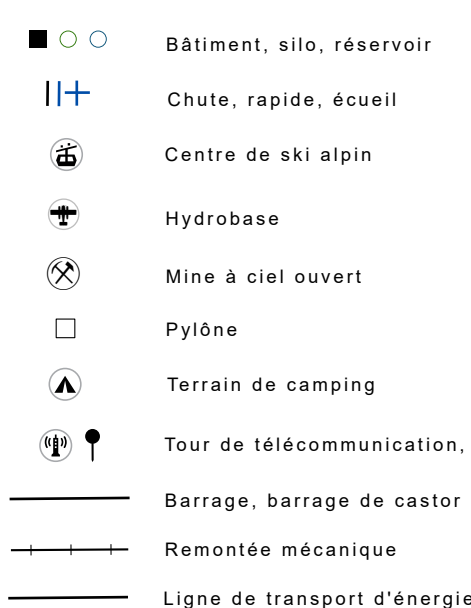 Bâtiment, silo, réservoir
Chute, rapide, écueil
Centre de ski alpin
Hydrobase
Mine à ciel ouvert
Pylône
Terrain de camping
Tour de télécommunication,
Barrage, barrage de castor
Remontée mécanique
Ligne de transport d'énergie